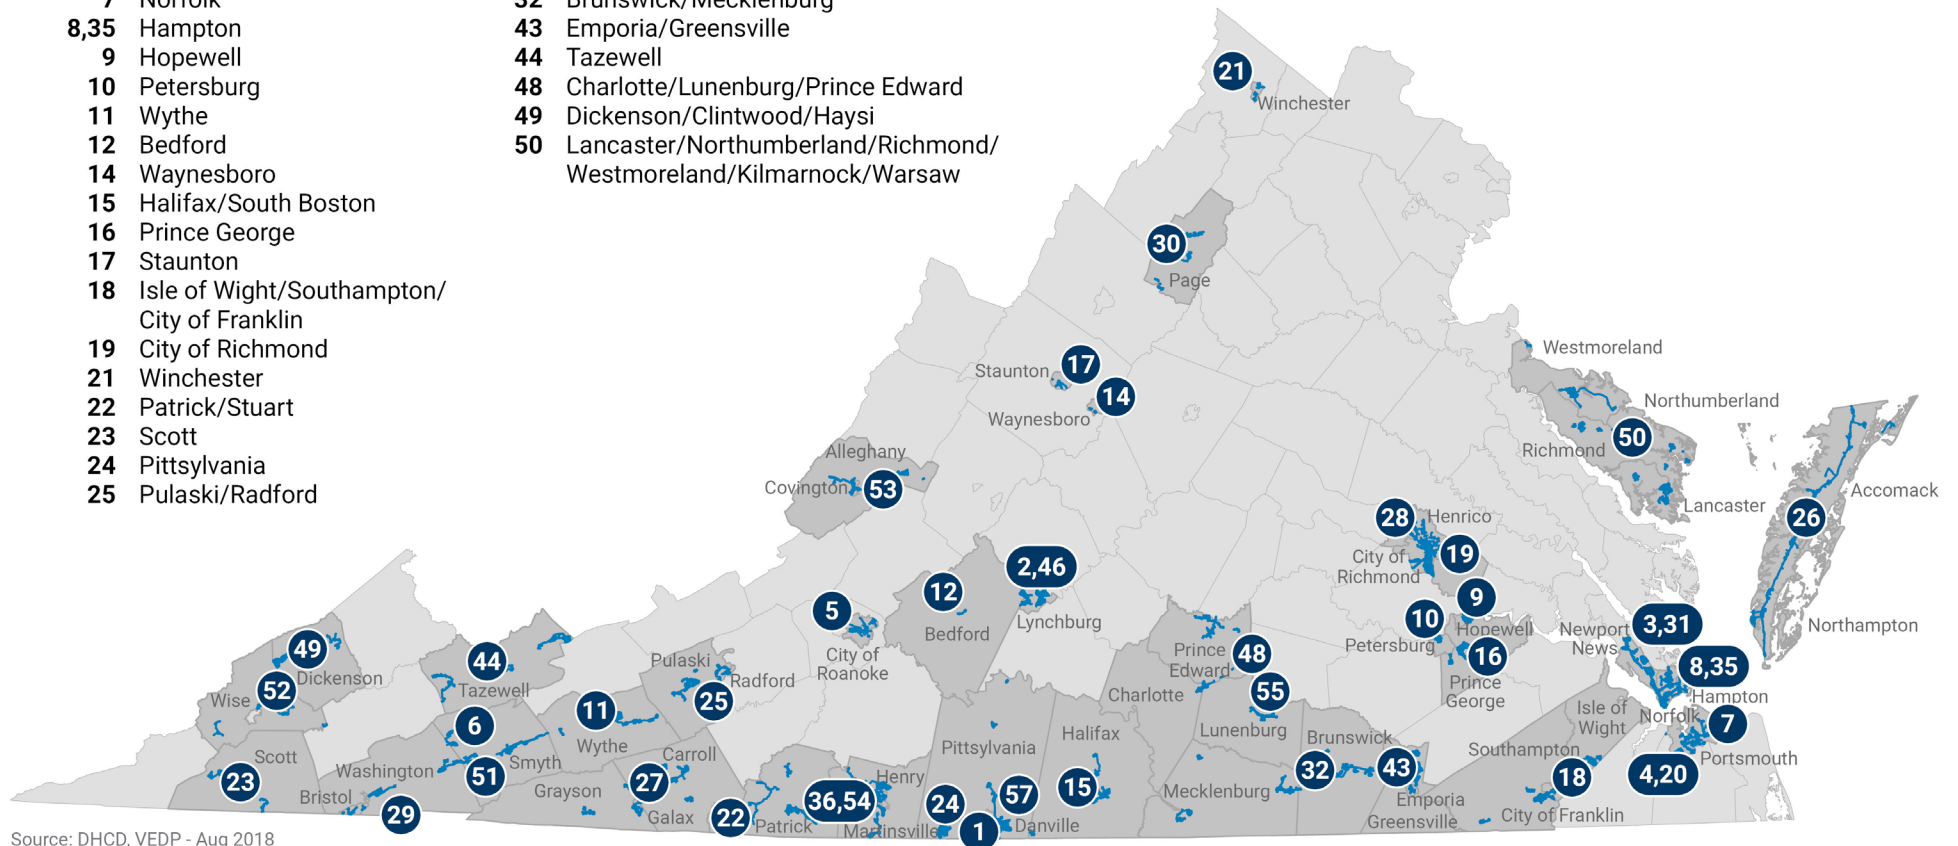 7 Norfolk
8,35 Hampton
9 Hopewell
10 Petersburg
11 Wythe
12 Bedford
14 Waynesboro
15 Halifax/South Boston
16 Prince George
17 Staunton
18 Isle of Wight/Southampton/
City of Franklin
19 City of Richmond
21 Winchester
22 Patrick/Stuart
23 Scott
24 Pittsylvania
25 Pulaski/Radford
32 Brunswick/Mecklenburg
43 Emporia/Greensville
44 Tazewell
48 Charlotte/Lunenburg/Prince Edward
49 Dickenson/Clintwood/Haysi
50 Lancaster/Northumberland/Richmond/
Westmoreland/Kilmarnock/Warsaw
21
Winchester
30
Page
Westmoreland
Staunton
17
14
Waynesboro
Northumberland
50
Richmond
Lancaster
Accomack
26
Northampton
Alleghany
Covington
53
28
Henrico
City of
Richmond
19
9
10
Hopewell
Petersburg
16
Prince
George
2,46
Lynchburg
12
Bedford
5
City of
Roanoke
Newport
News
3,31
8,35
Hampton
Norfolk
7
Portsmouth
4,20
Isle of
Wight
Southampton
18
City of Franklin
Prince
Edward
48
Charlotte
55
Lunenburg
Brunswick
32
43
Mecklenburg
Emporia
Greensville
49
Dickenson
52
Wise
44
Tazewell
Pulaski
Radford
25
6
11
Wythe
Scott
23
Washington
51
Smyth
Bristol
29
Grayson
Carroll
27
Galax
22
Patrick
36,54
Henry
Martinsville
Pittsylvania
24
1
57
Danville
Halifax
15
Source: DHCD, VEDP - Aug 2018